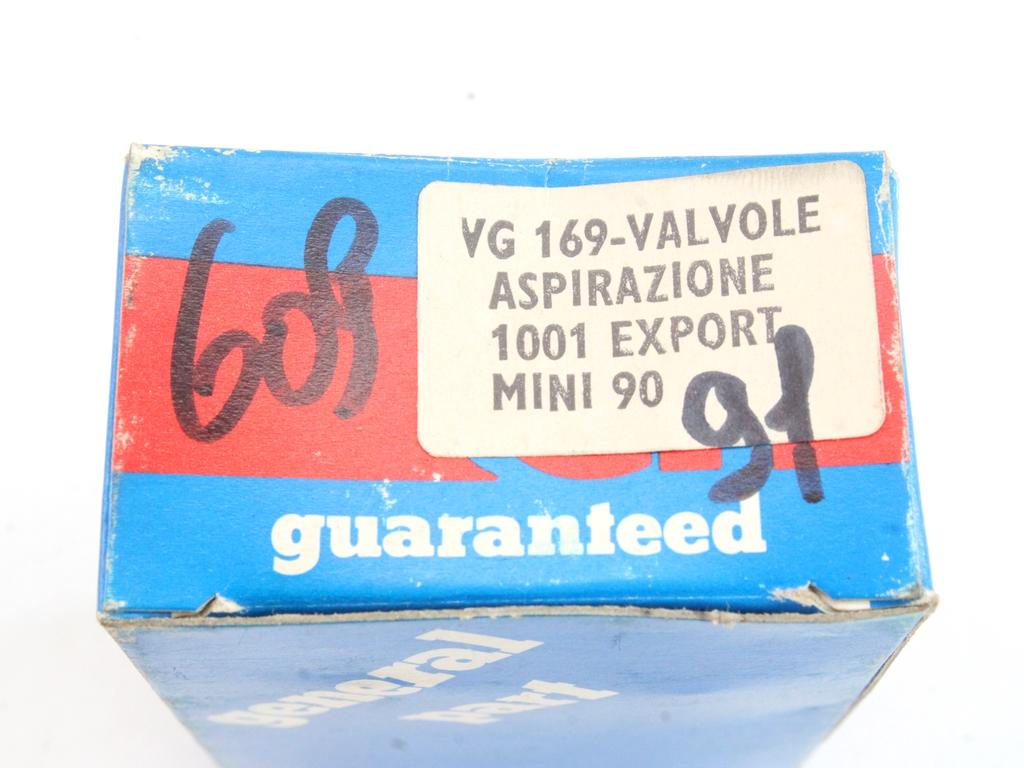 608
VG 169-VALVOLE
ASPIRAZIONE
1001 EXPORT
MINI 90
91
guaranteed
general
part